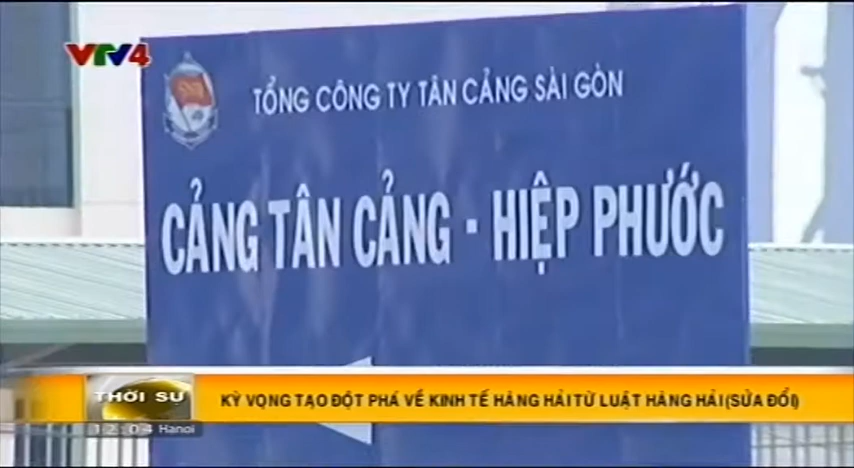 VTV4
TỔNG CÔNG TY TÂN CẢNG SÀI GÒN
CẢNG TÂN CẢNG - HIỆP PHƯỚC
THỜI SỰ
KỲ VỌNG TẠO ĐỘT PHÁ VỀ KINH TẾ HÀNG HẢI TỪ LUẬT HÀNG HẢI(SỬA ĐỔI)
12:04 Hanoi